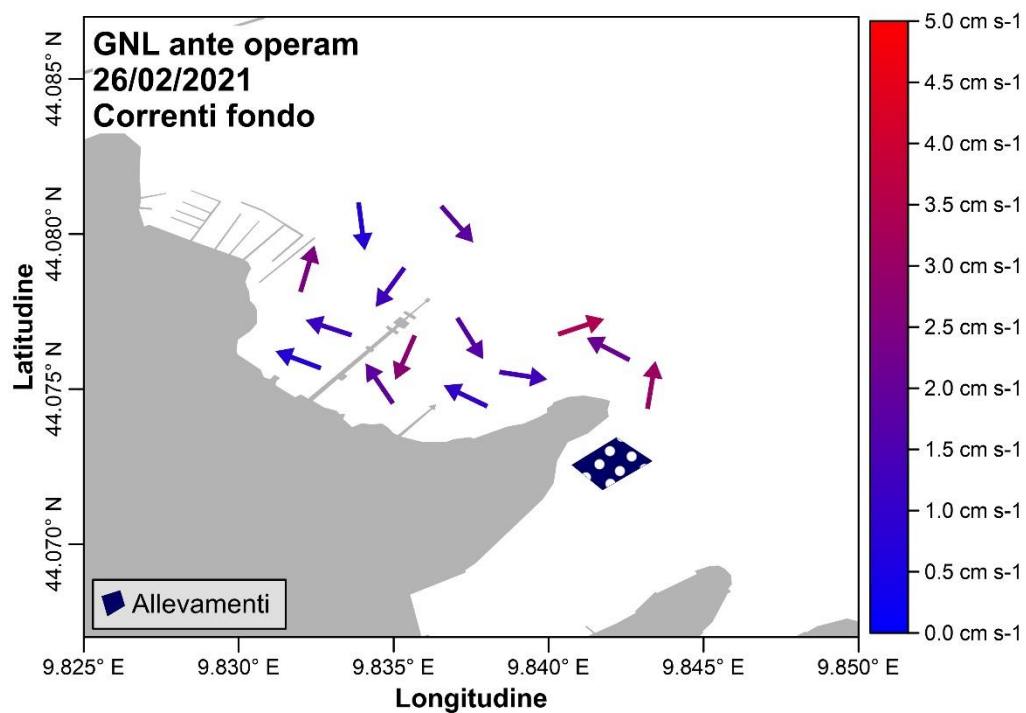 GNL ante operam
26/02/2021
Correnti fondo
Latitudine
44.085° N
44.080° N
44.075° N
44.070° N
Allevamenti
9.825° E
9.830° E
9.835° E
9.840° E
9.845° E
9.850° E
Longitudine
5.0 cm s-1
4.5 cm s-1
4.0 cm s-1
3.5 cm s-1
3.0 cm s-1
2.5 cm s-1
2.0 cm s-1
1.5 cm s-1
1.0 cm s-1
0.5 cm s-1
0.0 cm s-1